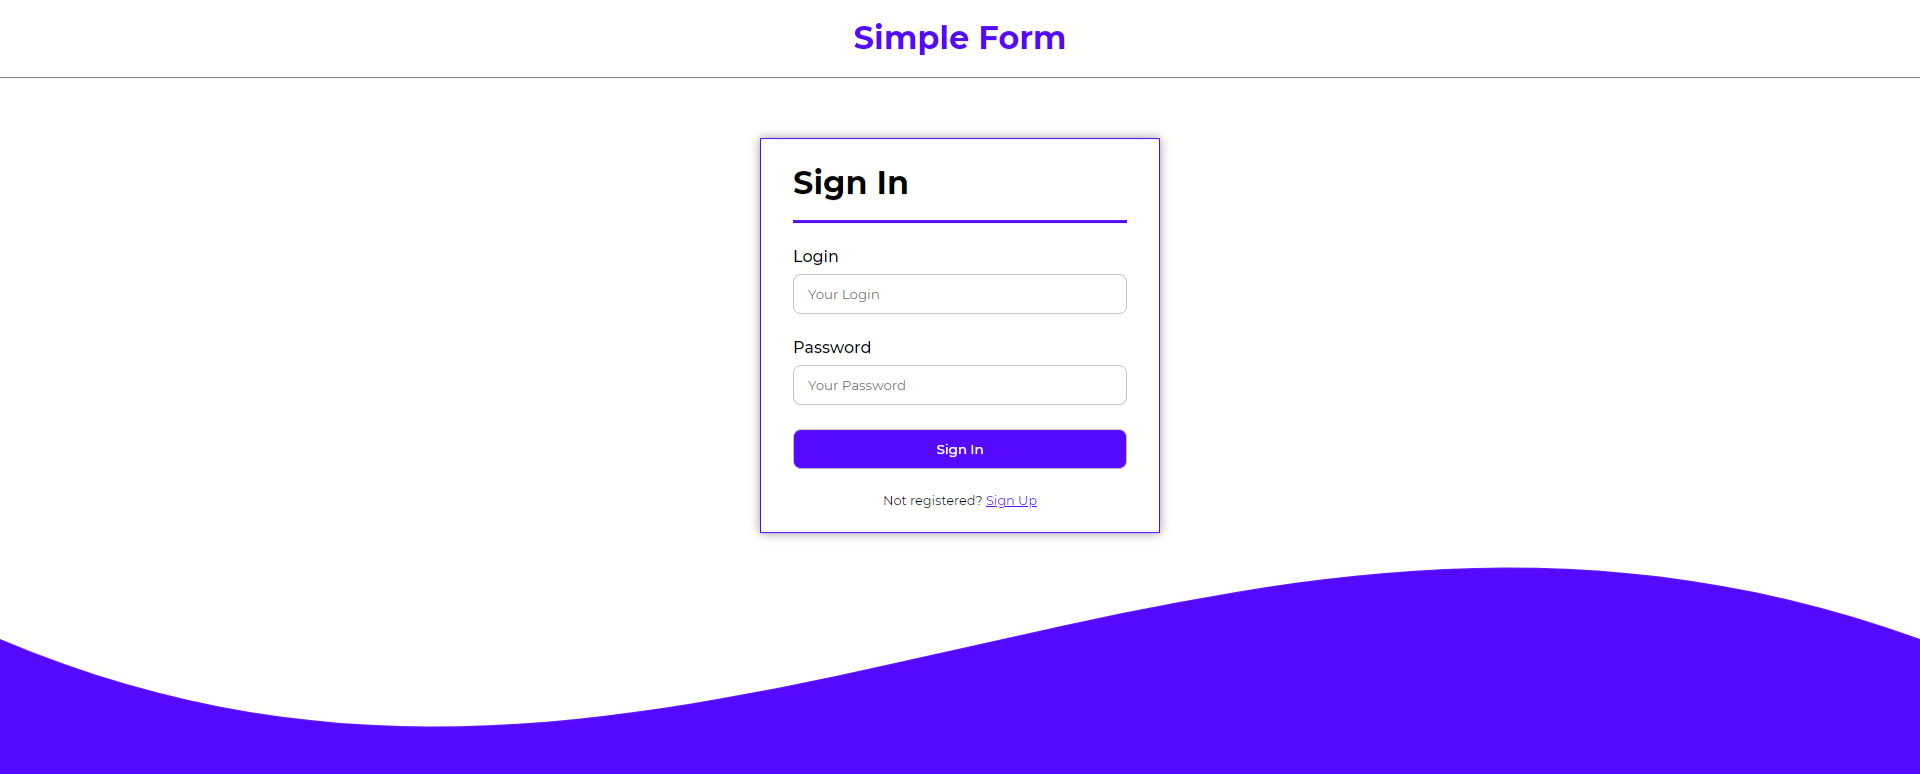 Simple Form
Sign In
Login
Your Login
Password
Your Password
Sign In
Not registered? Sign Up